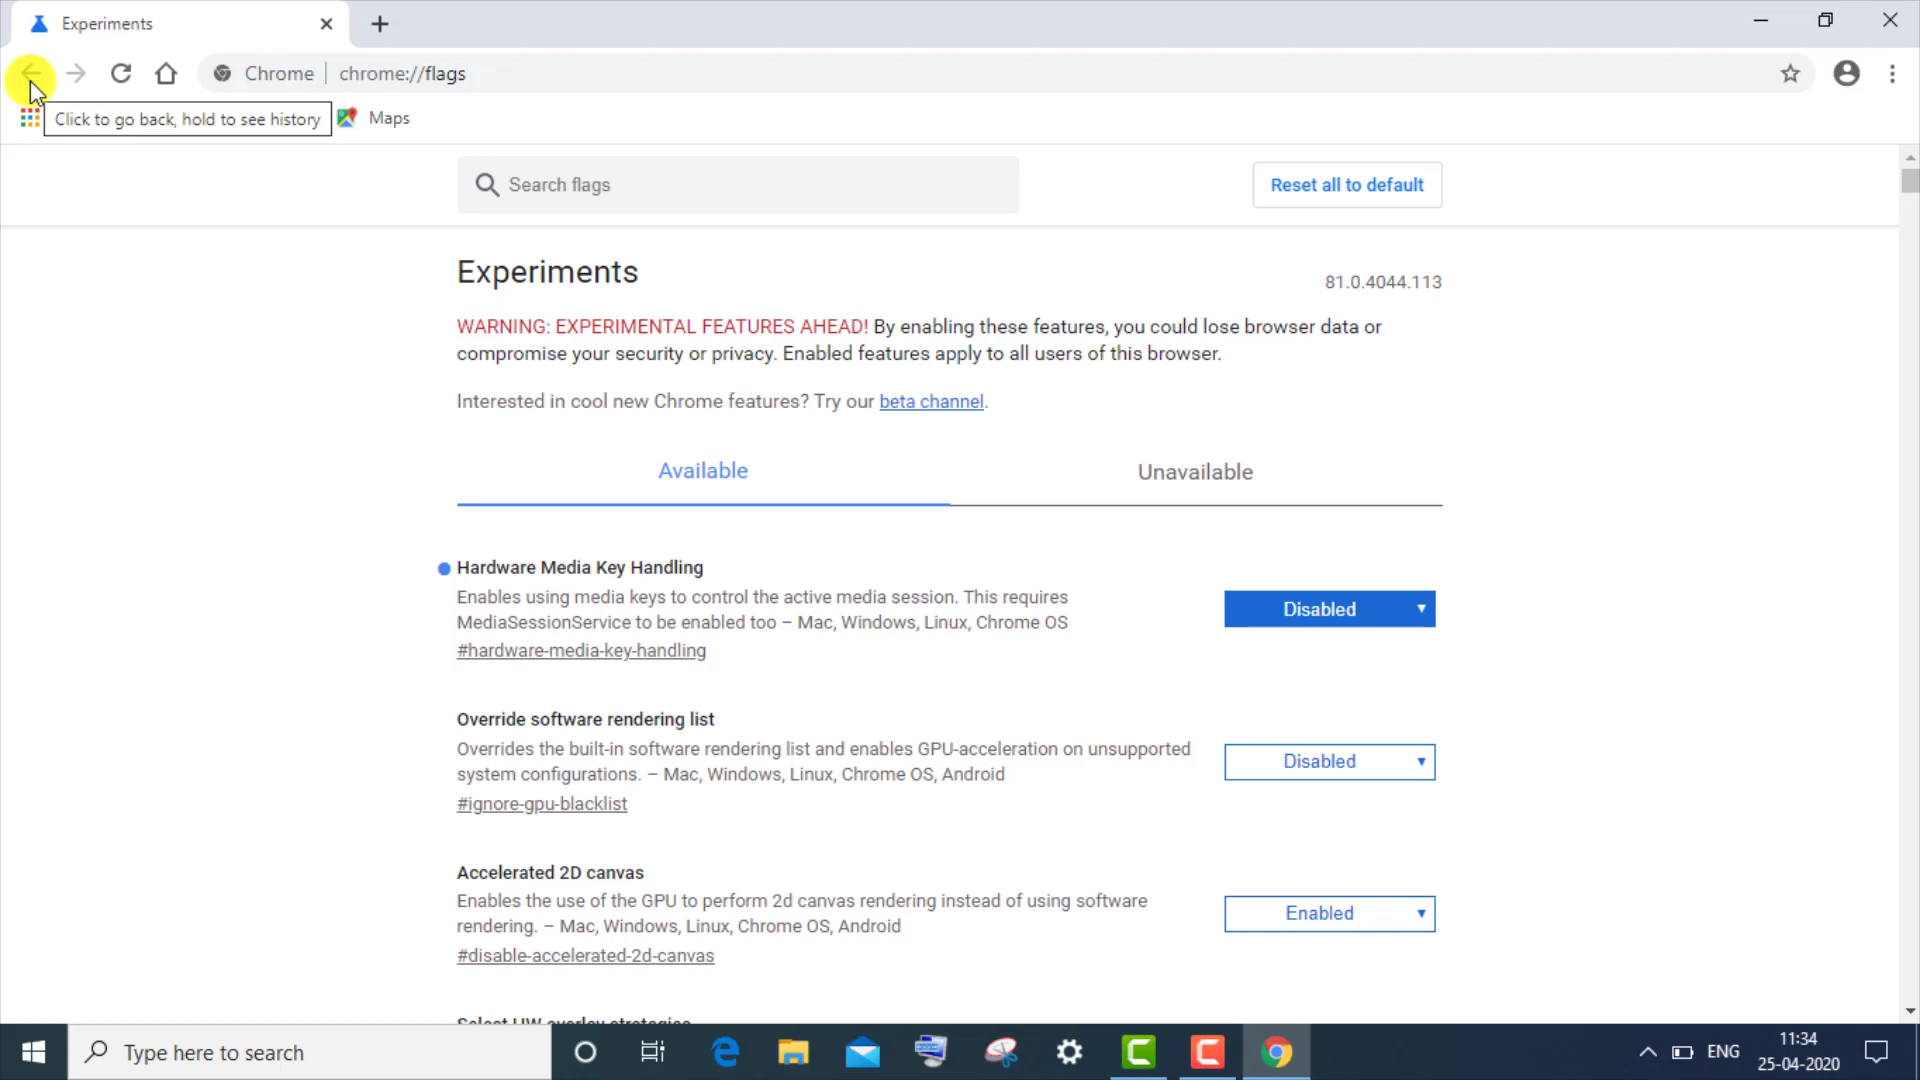 Experiments
Chrome
chrome://flags
Click to go back, hold to see history
Maps
Search flags
Reset all to default
Experiments
81.0.4044.113
WARNING: EXPERIMENTAL FEATURES AHEAD! By enabling these features, you could lose browser data or
compromise your security or privacy. Enabled features apply to all users of this browser.
Interested in cool new Chrome features? Try our beta channel.
Available
Unavailable
Hardware Media Key Handling
Enables using media keys to control the active media session. This requires
MediaSessionService to be enabled too – Mac, Windows, Linux, Chrome OS
#hardware-media-key-handling
Disabled
Override software rendering list
Overrides the built-in software rendering list and enables GPU-acceleration on unsupported
system configurations. – Mac, Windows, Linux, Chrome OS, Android
#ignore-gpu-blacklist
Disabled
Accelerated 2D canvas
Enables the use of the GPU to perform 2d canvas rendering instead of using software
rendering. – Mac, Windows, Linux, Chrome OS, Android
#disable-accelerated-2d-canvas
Enabled
Select HW overlay strategies
Type here to search
ENG
11:34
25-04-2020